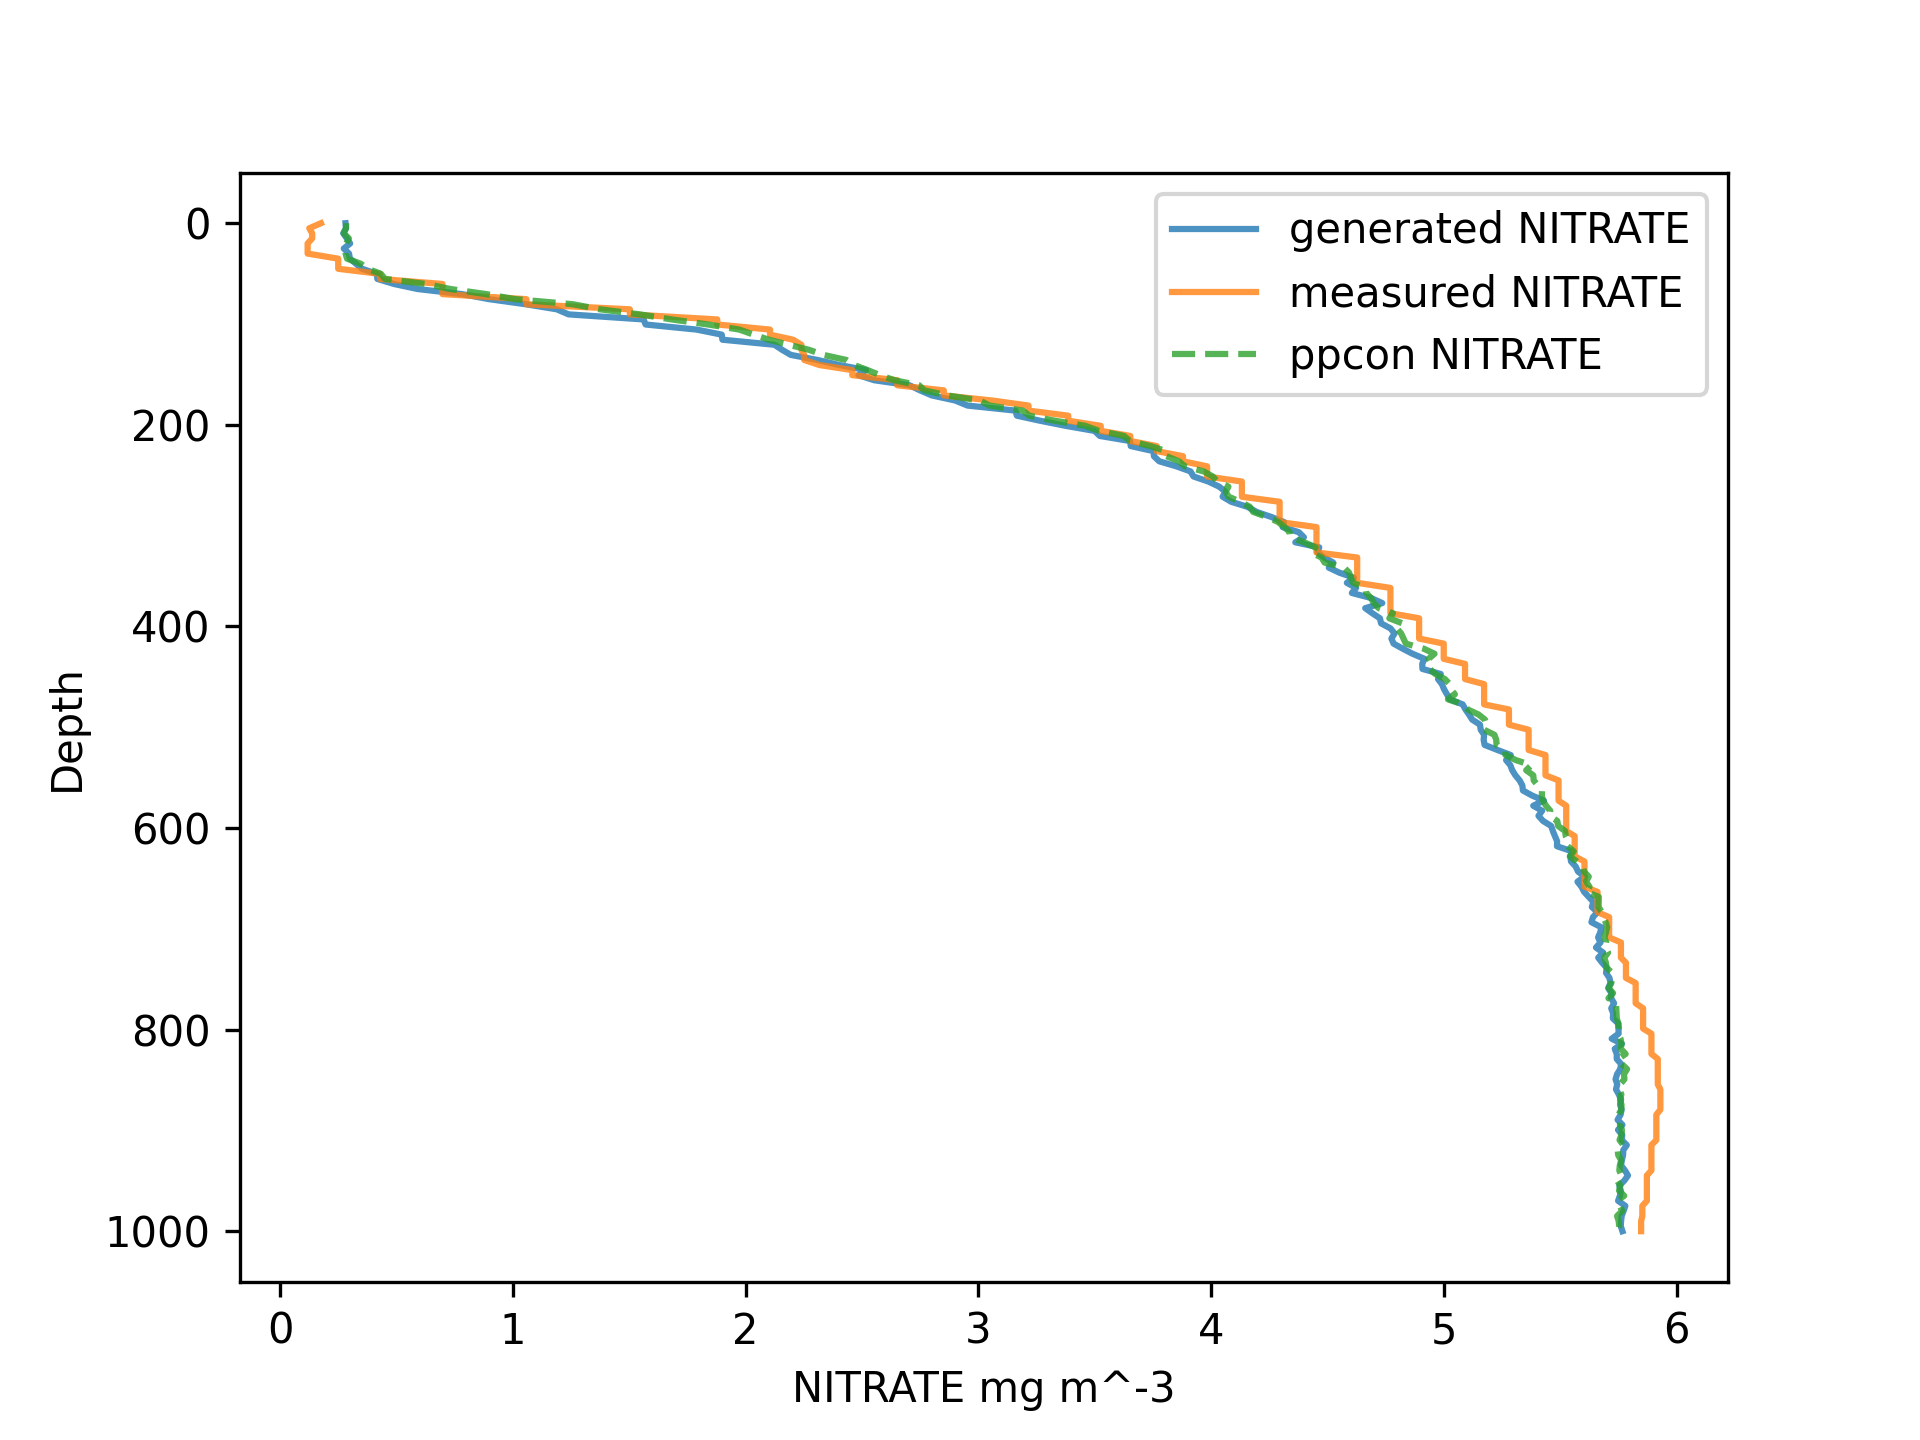 generated NITRATE
measured NITRATE
ppcon NITRATE
0
200
400
600
800
1000
Depth
0 1 2 3 4 5 6
NITRATE mg m^-3